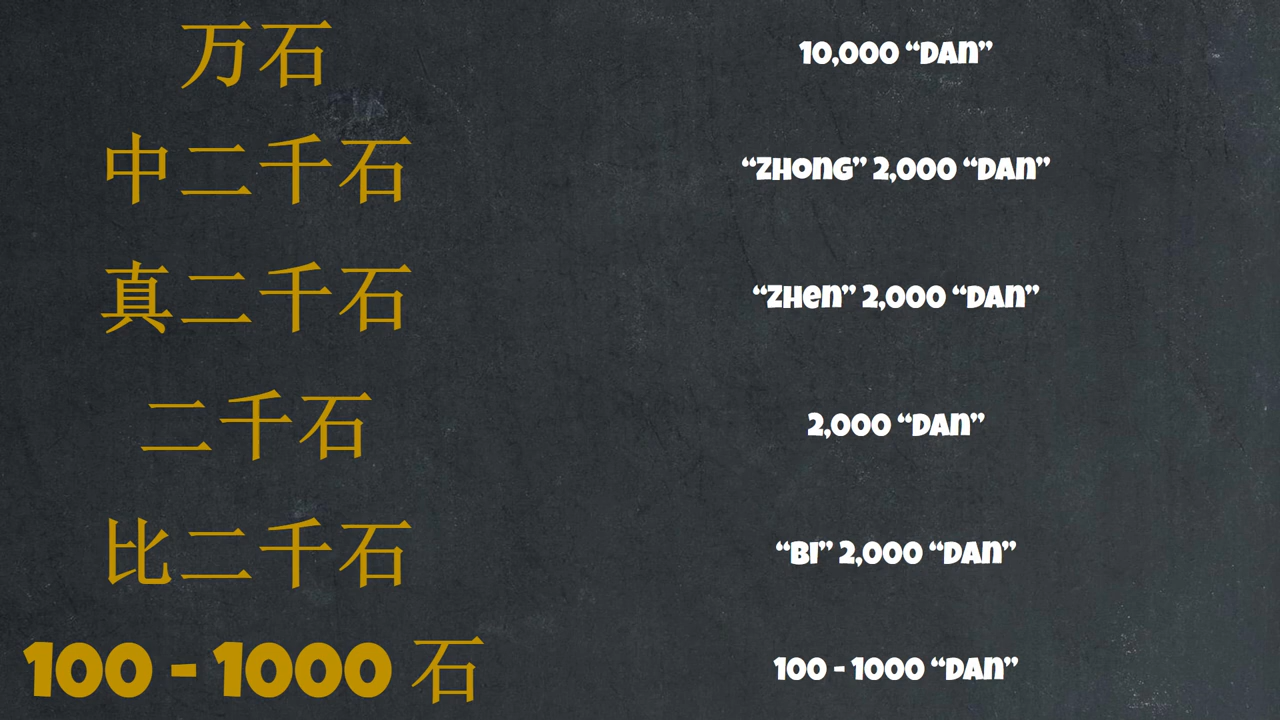 万石 10,000 “Dan”
中二千石 “Zhong” 2,000 “Dan”
真二千石 “Zhen” 2,000 “Dan”
二千石 2,000 “Dan”
比二千石 “Bi” 2,000 “Dan”
100 - 1000 石 100 - 1000 “Dan”